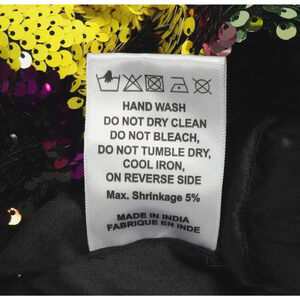 HAND WASH
DO NOT DRY CLEAN
DO NOT BLEACH,
DO NOT TUMBLE DRY,
COOL IRON,
ON REVERSE SIDE
Max. Shrinkage 5%
MADE IN INDIA
FABRIQUE EN INDE